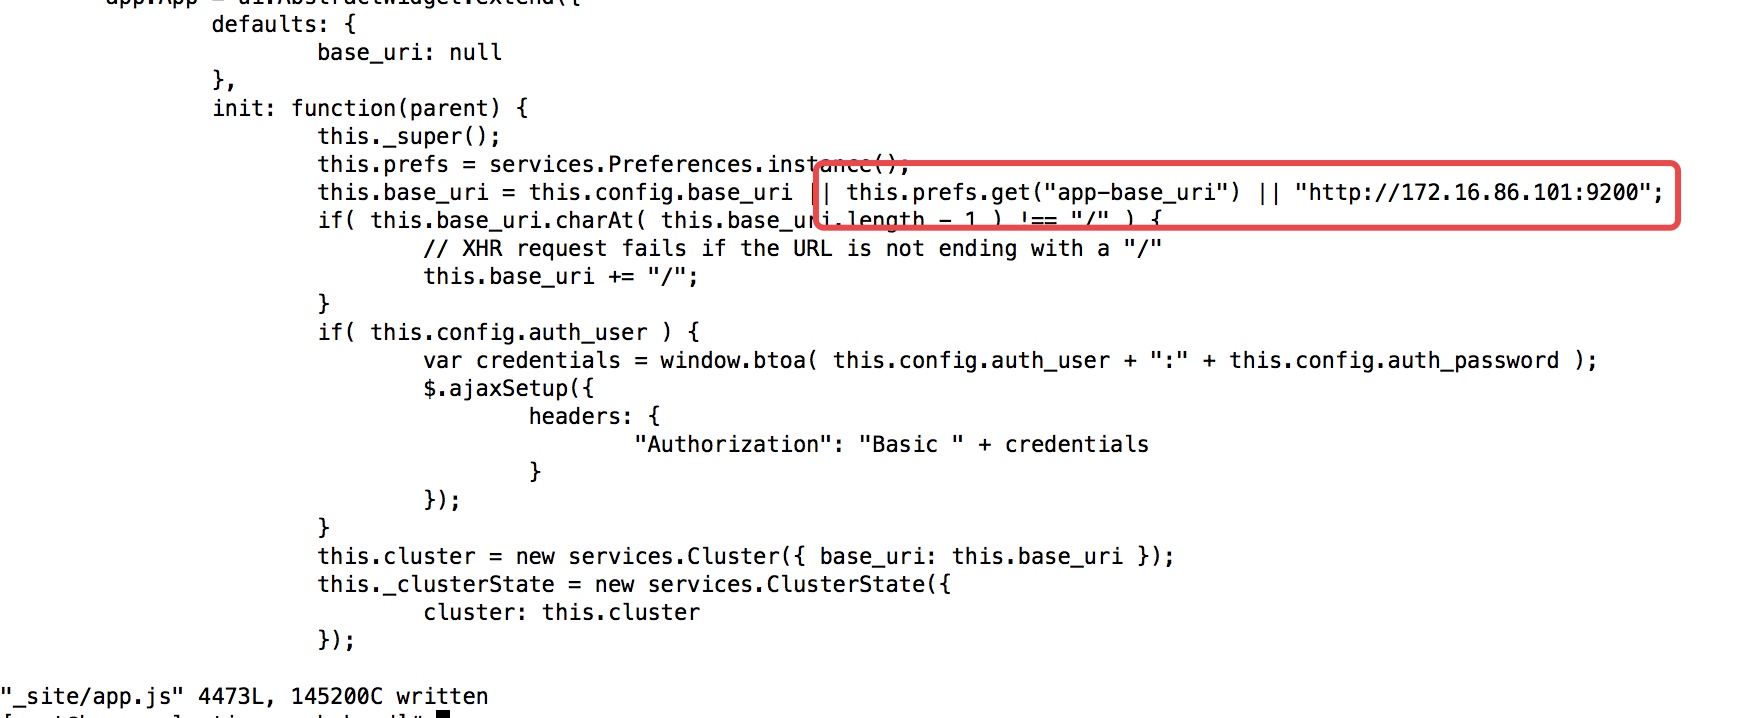 app.App = ui.AbstractWidget.extend({
defaults: {
base_uri: null
},
init: function(parent) {
this._super();
this.prefs = services.Preferences.instance();
this.base_uri = this.config.base_uri || this.prefs.get("app-base_uri") || "http://172.16.86.101:9200";
if( this.base_uri.charAt( this.base_uri.length - 1 ) !== "/" ) {
// XHR request fails if the URL is not ending with a "/"
this.base_uri += "/";
}
if( this.config.auth_user ) {
var credentials = window.btoa( this.config.auth_user + ":" + this.config.auth_password );
$.ajaxSetup({
headers: {
"Authorization": "Basic " + credentials
}
});
}
this.cluster = new services.Cluster({ base_uri: this.base_uri });
this._clusterState = new services.ClusterState({
cluster: this.cluster
});
"_site/app.js" 4473L, 145200C written